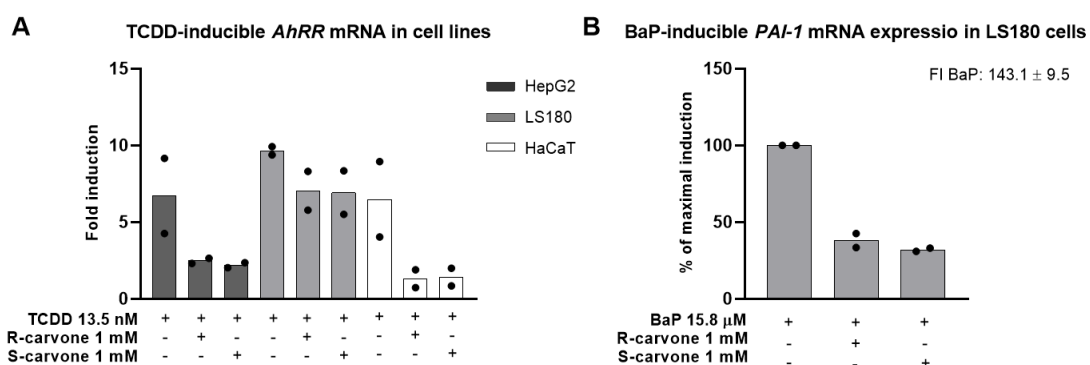 A
TCDD-inducible AhRR mRNA in cell lines
Fold induction
15
10
5
0
HepG2
LS180
HaCaT
TCDD 13.5 nM + + + + + + + + +
R-carvone 1 mM - + - - + - - + -
S-carvone 1 mM - - + - - + - - +
B
BaP-inducible PAI-1 mRNA expressio in LS180 cells
FI BaP: 143.1 ± 9.5
% of maximal induction
150
100
50
0
BaP 15.8 μM + + +
R-carvone 1 mM - + -
S-carvone 1 mM - - +